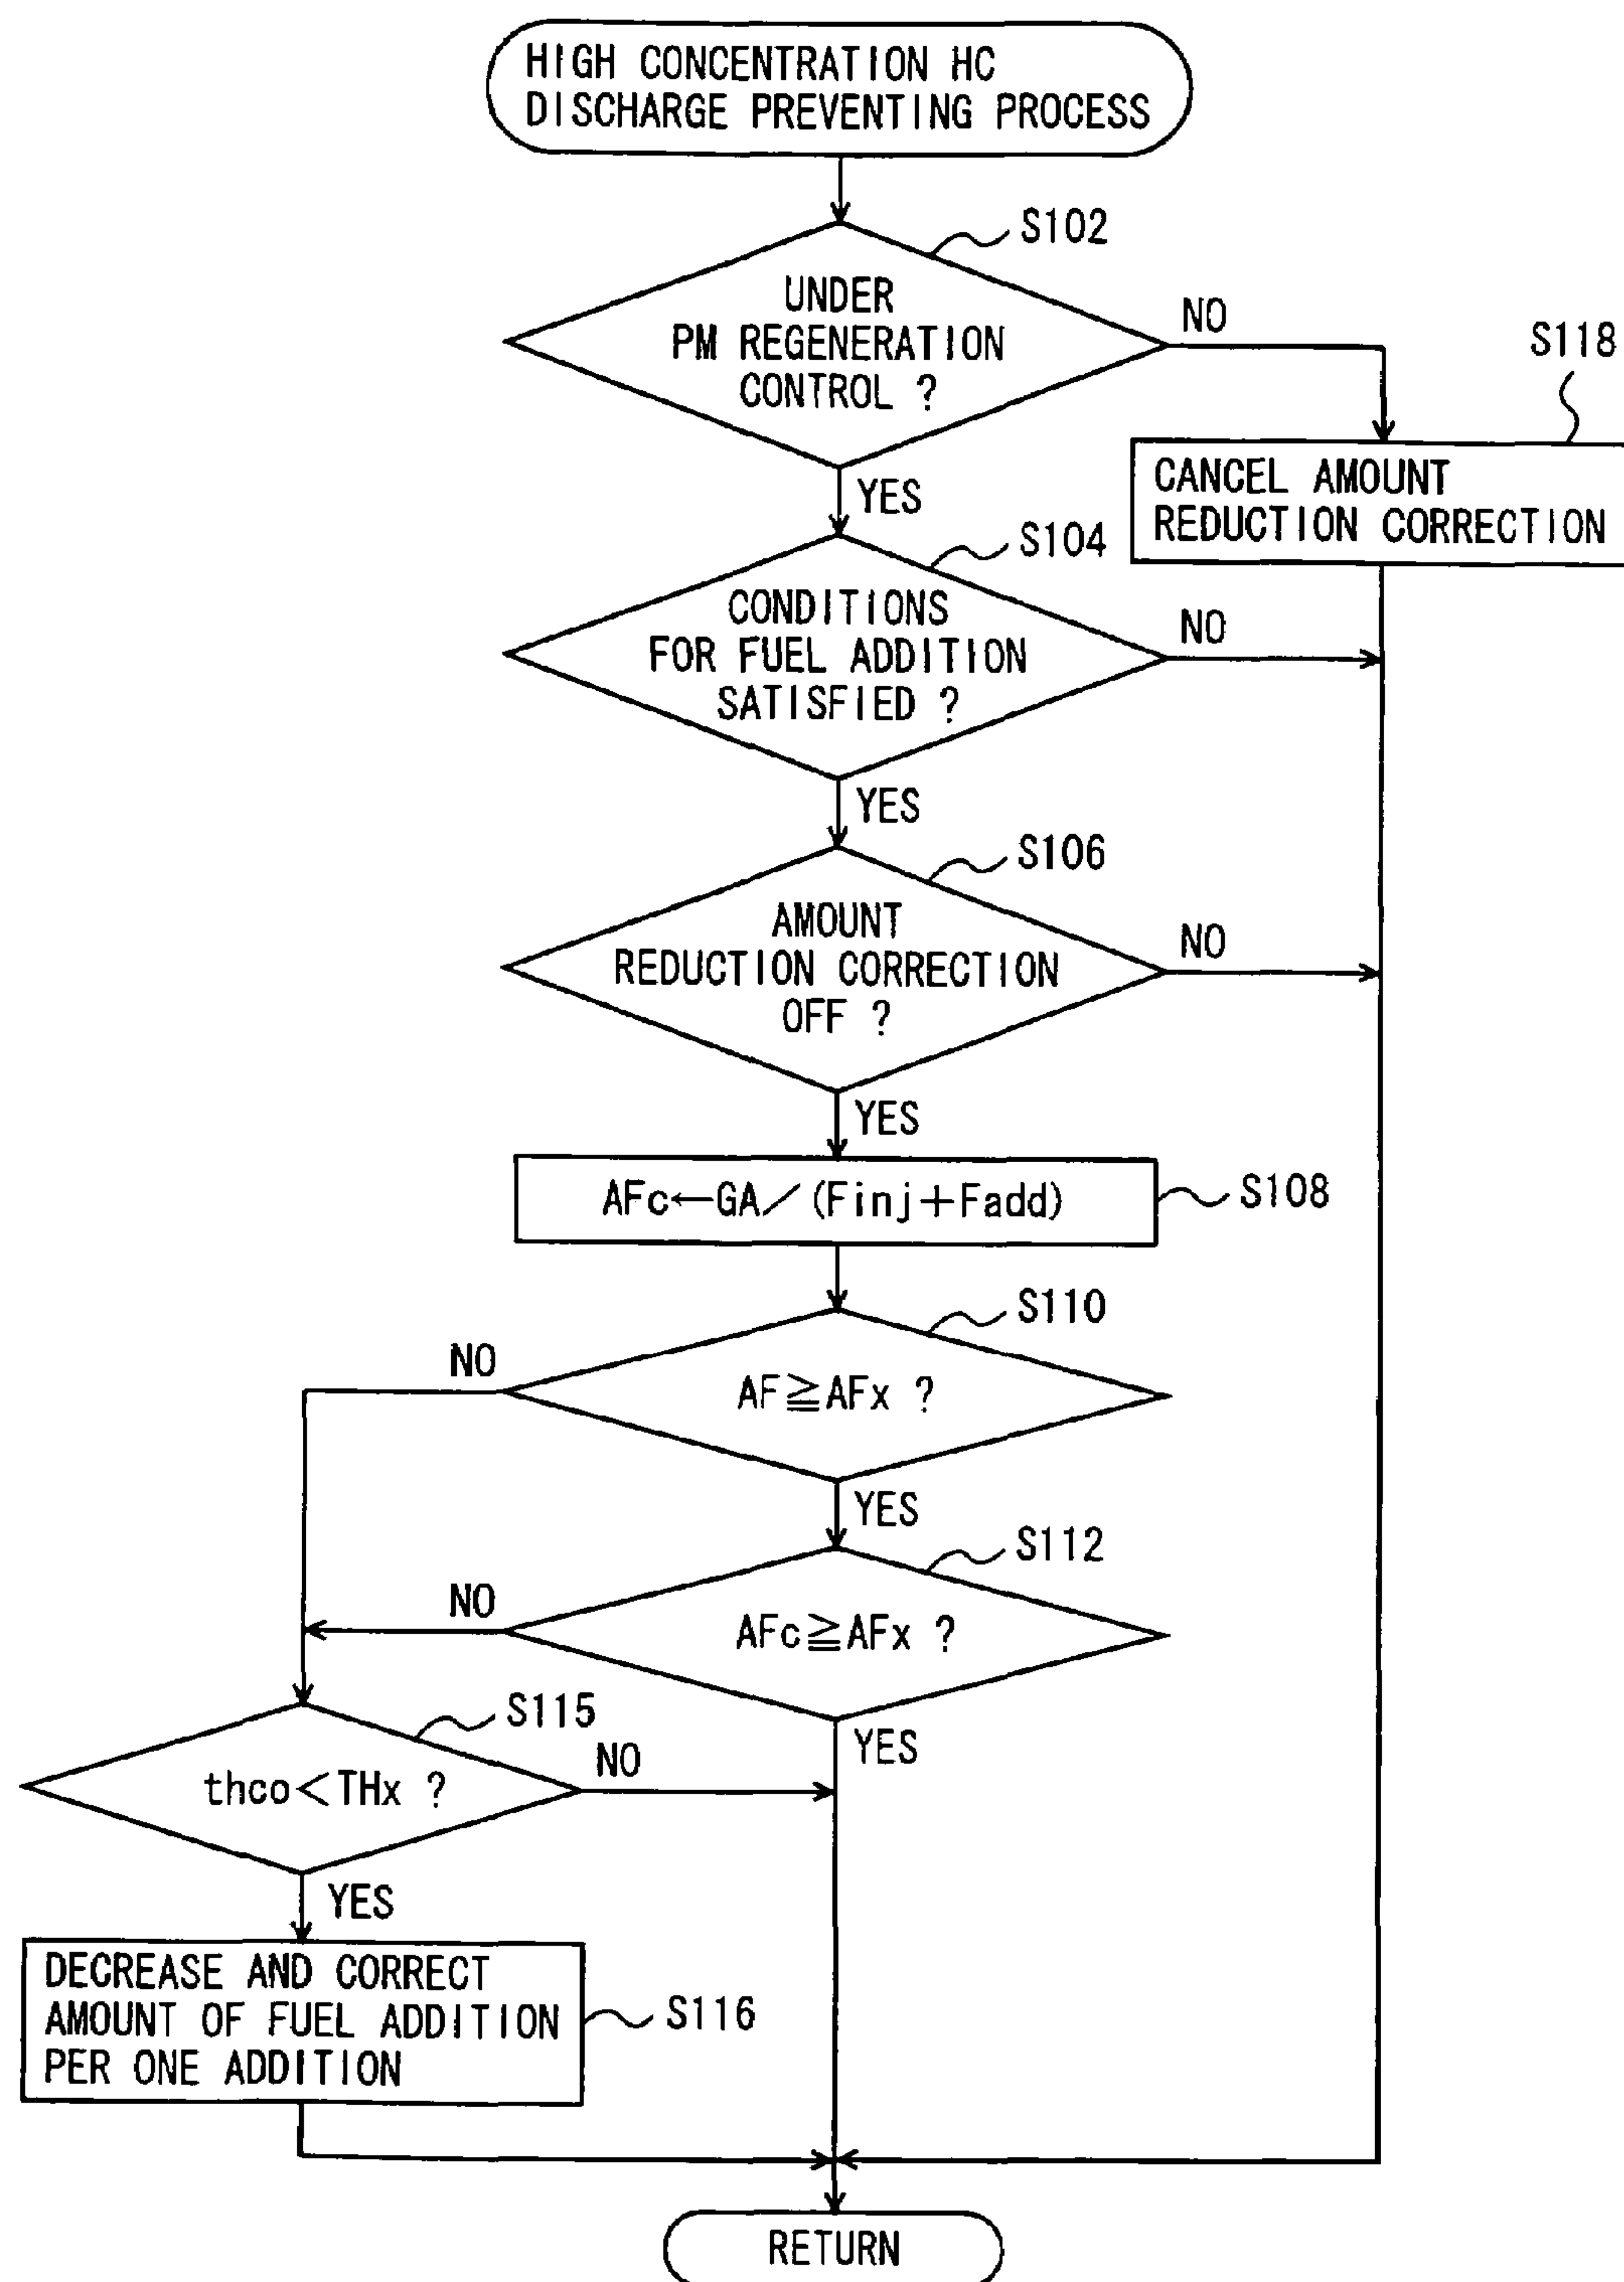 HIGH CONCENTRATION HC
DISCHARGE PREVENTING PROCESS
S102
UNDER
PM REGENERATION
CONTROL ?
NO
S118
CANCEL AMOUNT
REDUCTION CORRECTION
YES
S104
CONDITIONS
FOR FUEL ADDITION
SATISFIED ?
NO
YES
S106
AMOUNT
REDUCTION CORRECTION
OFF ?
NO
YES
AFc←GA/(Finj+Fadd)
S108
S110
NO
AF≧AFx ?
YES
S112
NO
AFc≧AFx ?
YES
S115
NO
thco<THx ?
YES
DECREASE AND CORRECT
AMOUNT OF FUEL ADDITION
PER ONE ADDITION
S116
RETURN